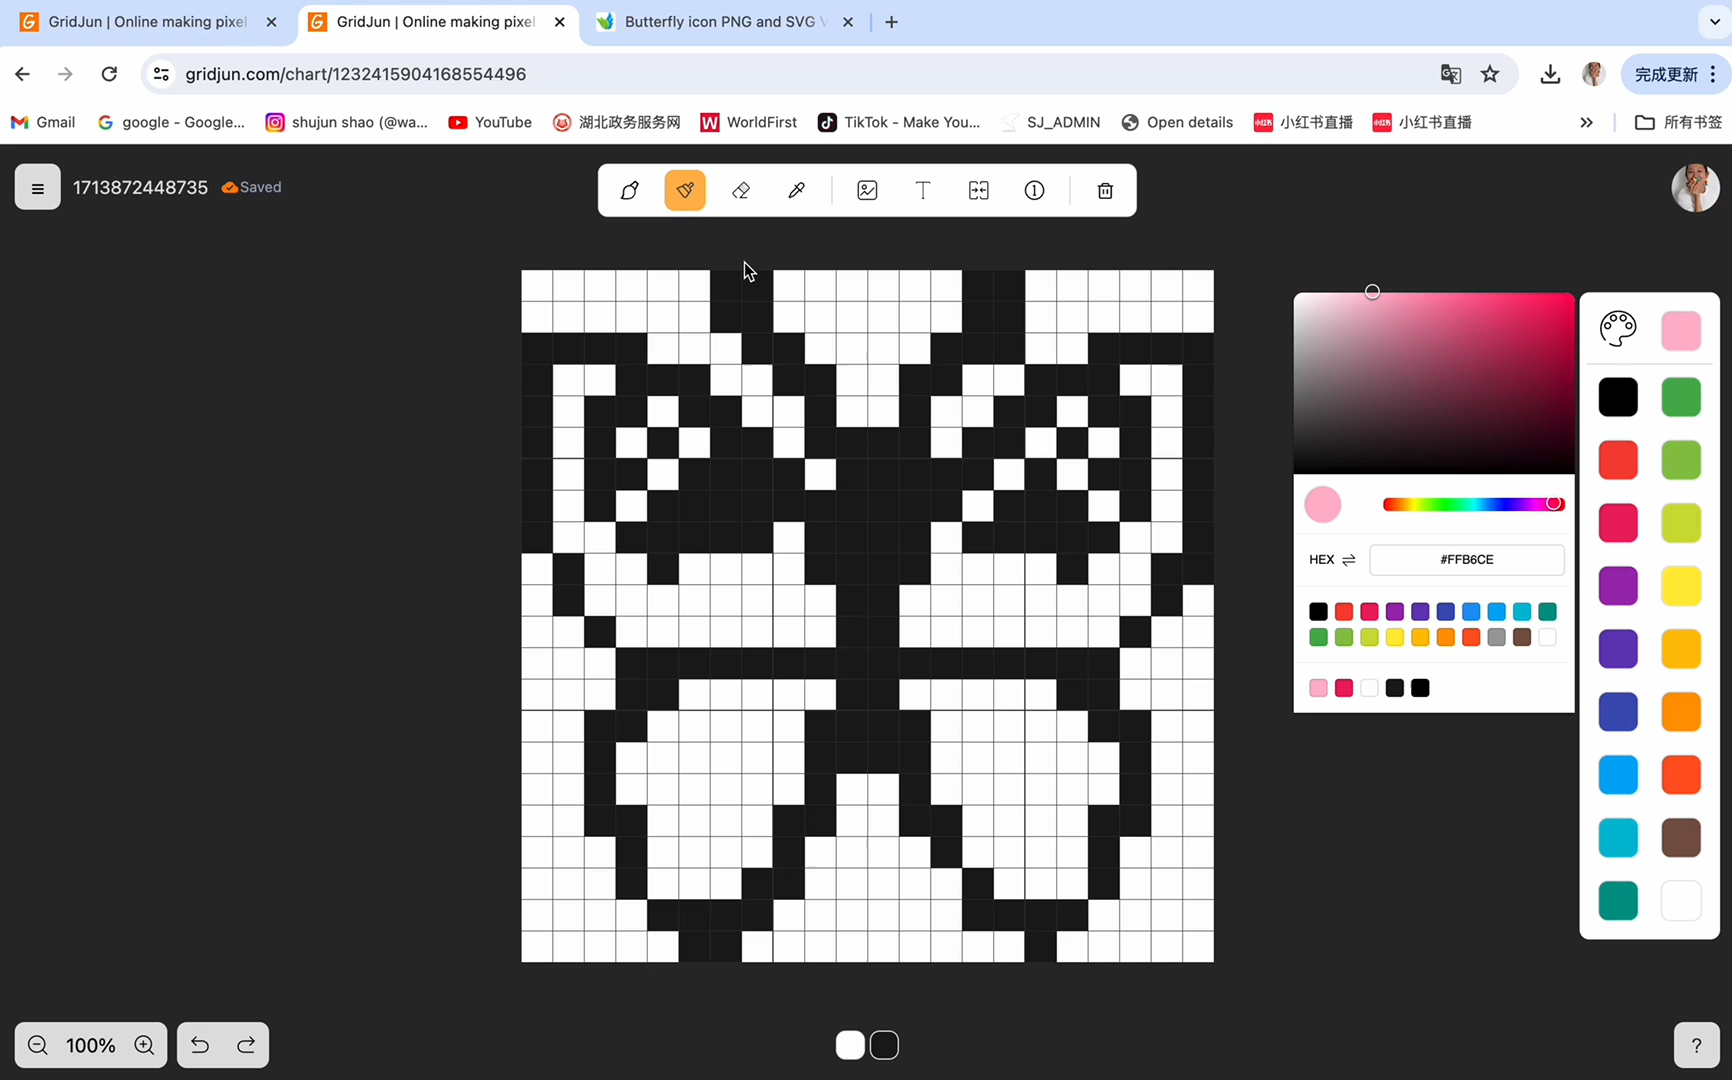 GridJun | Online making pixel
GridJun | Online making pixel
Butterfly icon PNG and SVG V
gridjun.com/chart/1232415904168554496
完成更新
Gmail
google - Google...
shujun shao (@wa...
YouTube
湖北政务服务网
WorldFirst
TikTok - Make You...
SJ_ADMIN
Open details
小红书直播
小红书直播
所有书签
1713872448735
Saved
HEX
#FFB6CE
100%
?